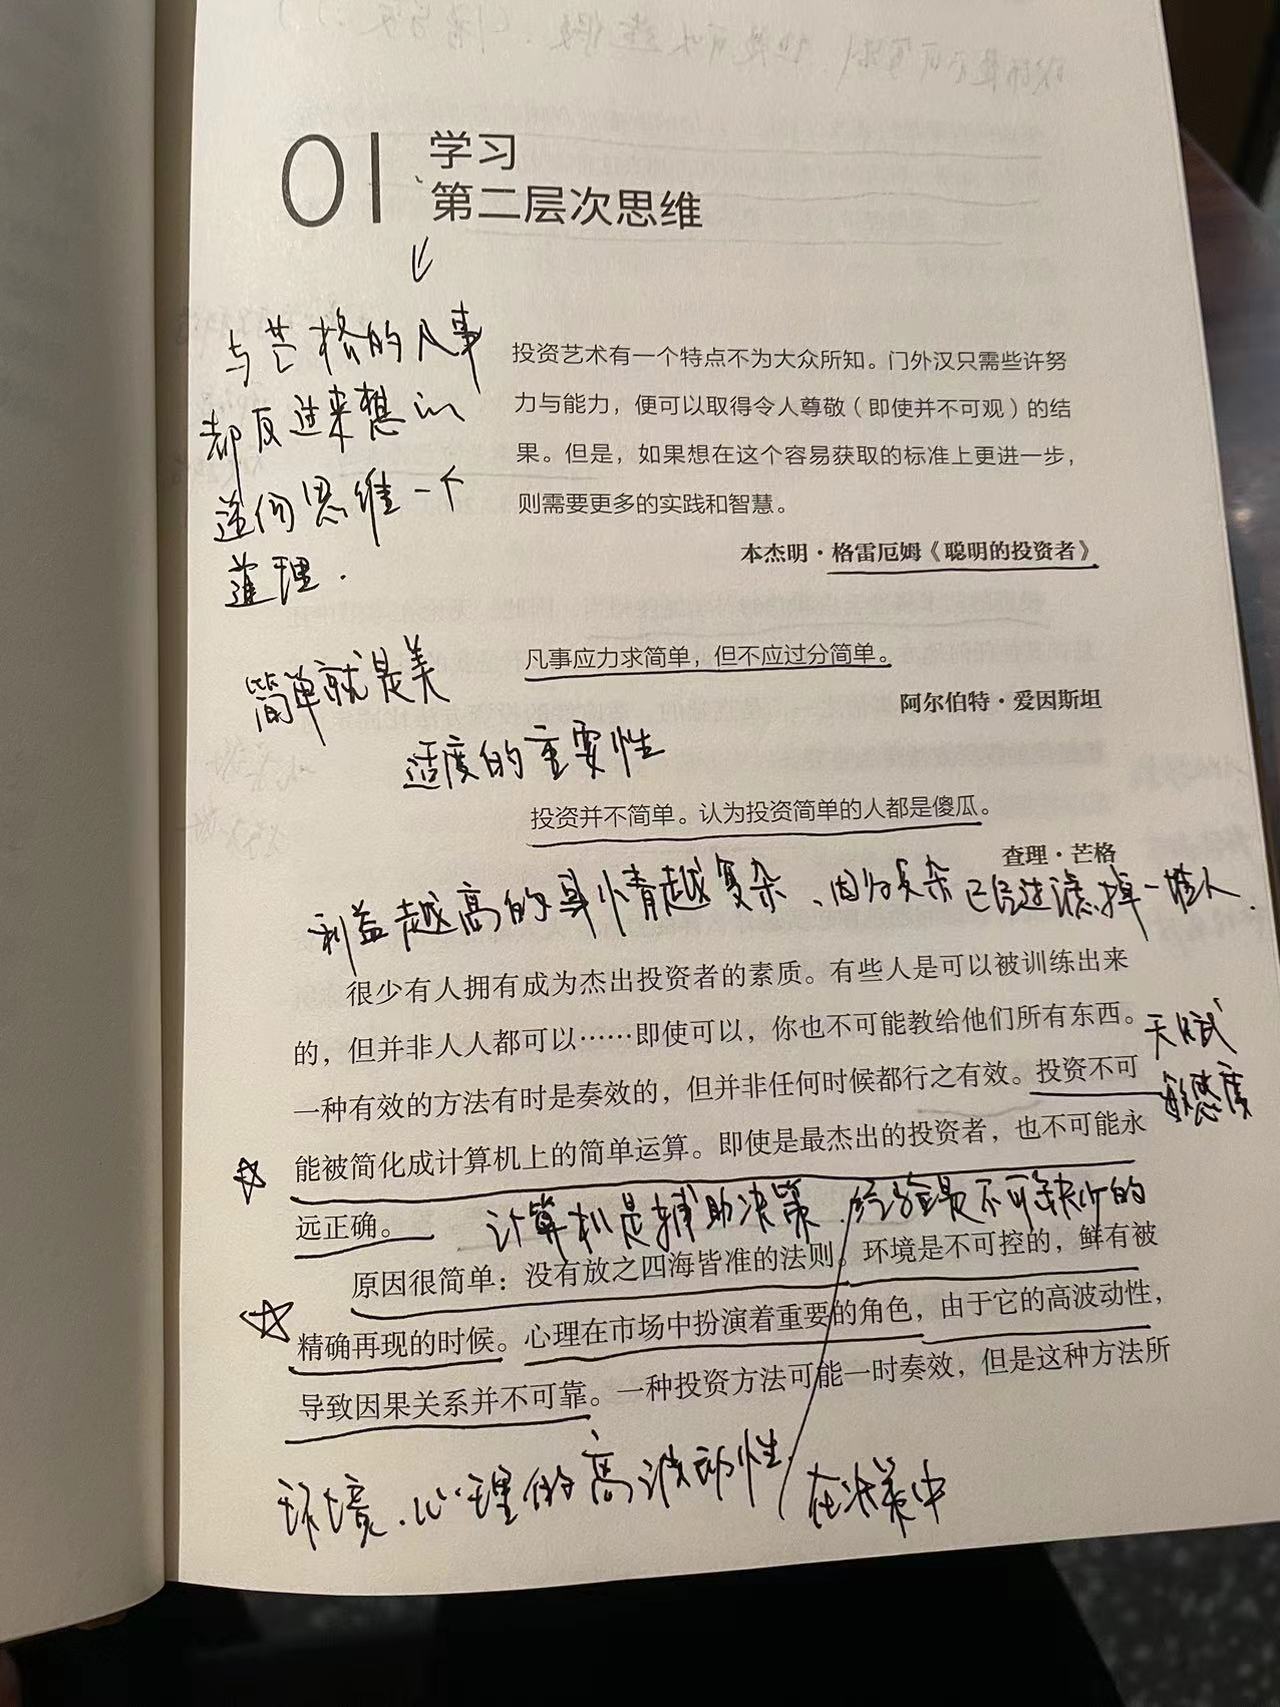 01 学习
第二层次思维
与芒格的凡事
都反过来想的
逆向思维一个
道理.
投资艺术有一个特点不为大众所知。门外汉只需些许努
力与能力，便可以取得令人尊敬（即使并不可观）的结
果。但是，如果想在这个容易获取的标准上更进一步，
则需要更多的实践和智慧。
本杰明·格雷厄姆《聪明的投资者》
简单就是美
凡事应力求简单，但不应过分简单。
阿尔伯特·爱因斯坦
适度的重要性
投资并不简单。认为投资简单的人都是傻瓜。
查理·芒格
利益越高的事情越复杂、因为复杂已经过滤掉一堆人.
很少有人拥有成为杰出投资者的素质。有些人是可以被训练出来
的，但并非人人都可以……即使可以，你也不可能教给他们所有东西。
天赋
一种有效的方法有时是奏效的，但并非任何时候都行之有效。投资不可
敏感度
能被简化成计算机上的简单运算。即使是最杰出的投资者，也不可能永
远正确。
计算机是辅助决策.经验是不可缺少的
原因很简单：没有放之四海皆准的法则。环境是不可控的，鲜有被
精确再现的时候。心理在市场中扮演着重要的角色，由于它的高波动性，
导致因果关系并不可靠。一种投资方法可能一时奏效，但是这种方法所
环境.心理的高波动性
在决策中